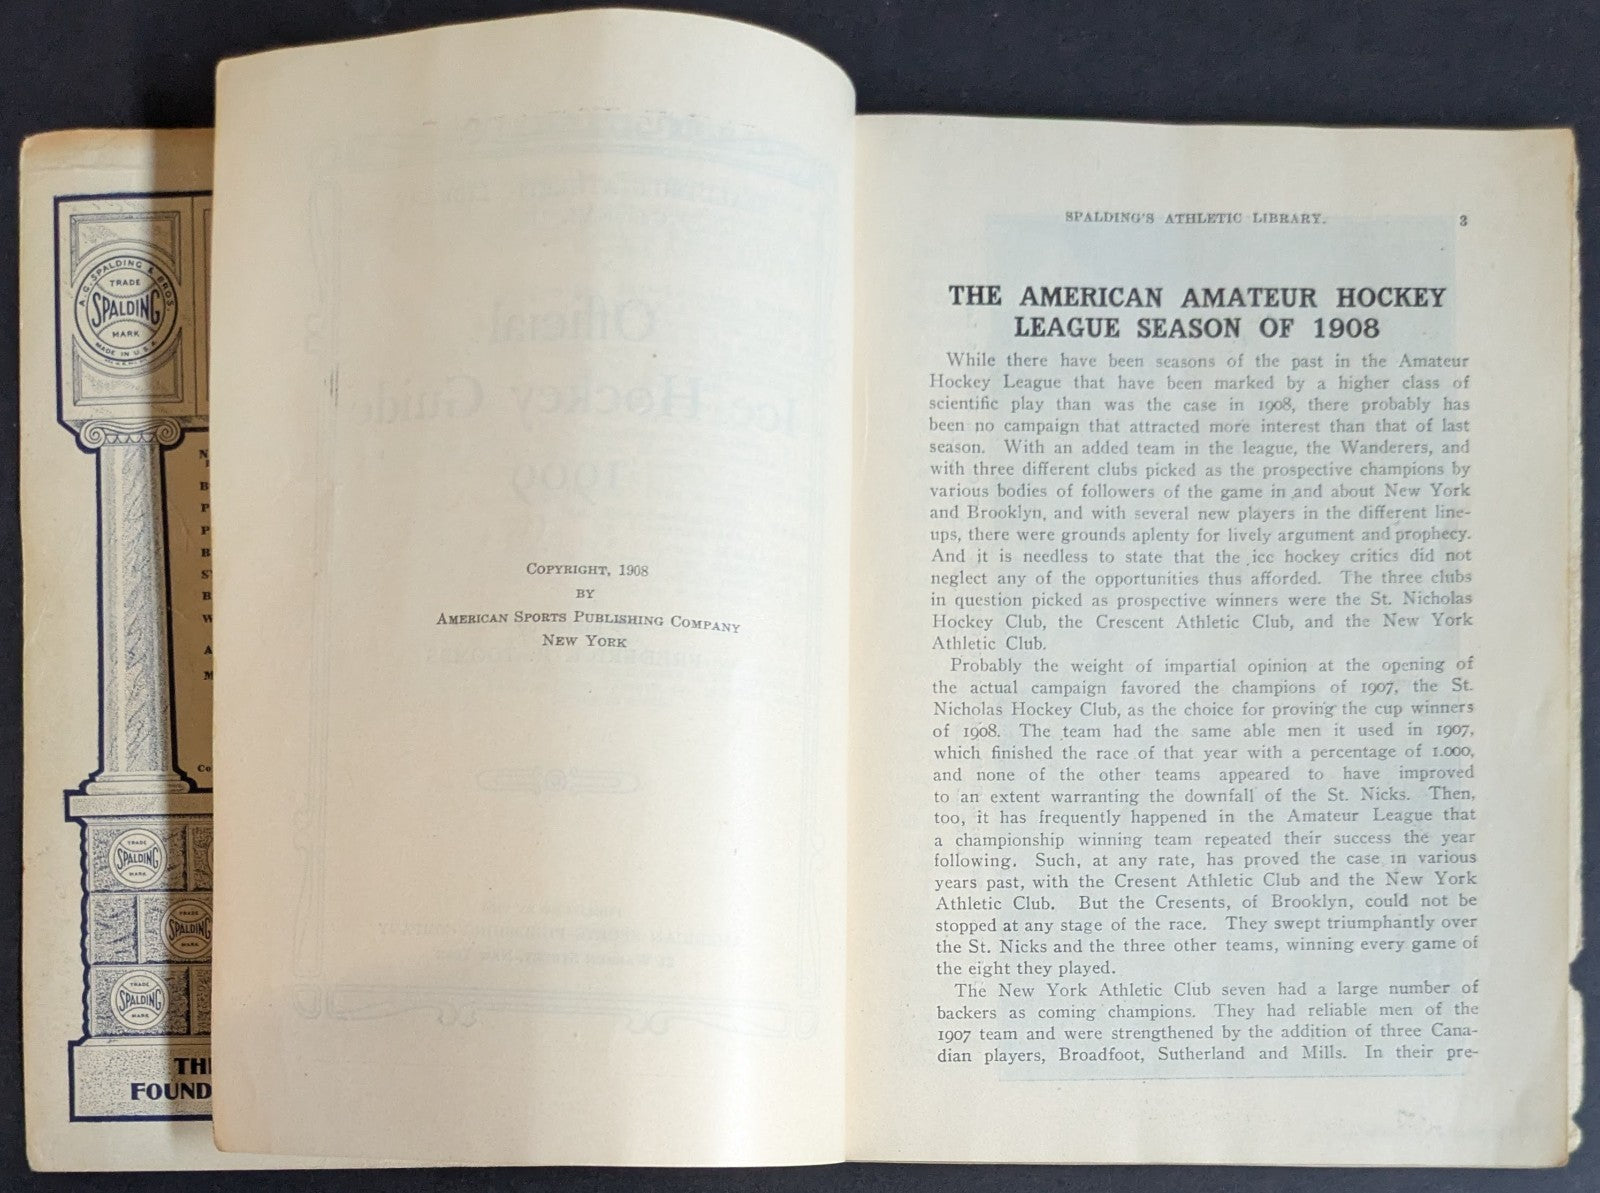 A. G. SPALDING & BROS.
TRADE
SPALDING
MARK
MADE IN U.S.A.
N
B
P
P
B
B
W
A
M
Co
TRADE
SPALDING
MARK
TRADE
SPALDING
MARK
TRADE
SPALDING
MARK
TH
FOUND
Official
Ice Hockey Guide
1909
COPYRIGHT, 1908
BY
AMERICAN SPORTS PUBLISHING COMPANY
NEW YORK
SPALDING'S ATHLETIC LIBRARY. 3
THE AMERICAN AMATEUR HOCKEY
LEAGUE SEASON OF 1908
While there have been seasons of the past in the Amateur
Hockey League that have been marked by a higher class of
scientific play than was the case in 1908, there probably has
been no campaign that attracted more interest than that of last
season. With an added team in the league, the Wanderers, and
with three different clubs picked as the prospective champions by
various bodies of followers of the game in and about New York
and Brooklyn, and with several new players in the different line-
ups, there were grounds aplenty for lively argument and prophecy.
And it is needless to state that the ice hockey critics did not
neglect any of the opportunities thus afforded. The three clubs
in question picked as prospective winners were the St. Nicholas
Hockey Club, the Crescent Athletic Club, and the New York
Athletic Club.
Probably the weight of impartial opinion at the opening of
the actual campaign favored the champions of 1907, the St.
Nicholas Hockey Club, as the choice for proving the cup winners
of 1908. The team had the same able men it used in 1907,
which finished the race of that year with a percentage of 1.000,
and none of the other teams appeared to have improved
to an extent warranting the downfall of the St. Nicks. Then,
too, it has frequently happened in the Amateur League that
a championship winning team repeated their success the year
following. Such, at any rate, has proved the case in various
years past, with the Cresent Athletic Club and the New York
Athletic Club. But the Cresents, of Brooklyn, could not be
stopped at any stage of the race. They swept triumphantly over
the St. Nicks and the three other teams, winning every game of
the eight they played.
The New York Athletic Club seven had a large number of
backers as coming champions. They had reliable men of the
1907 team and were strengthened by the addition of three Cana-
dian players, Broadfoot, Sutherland and Mills. In their pre-